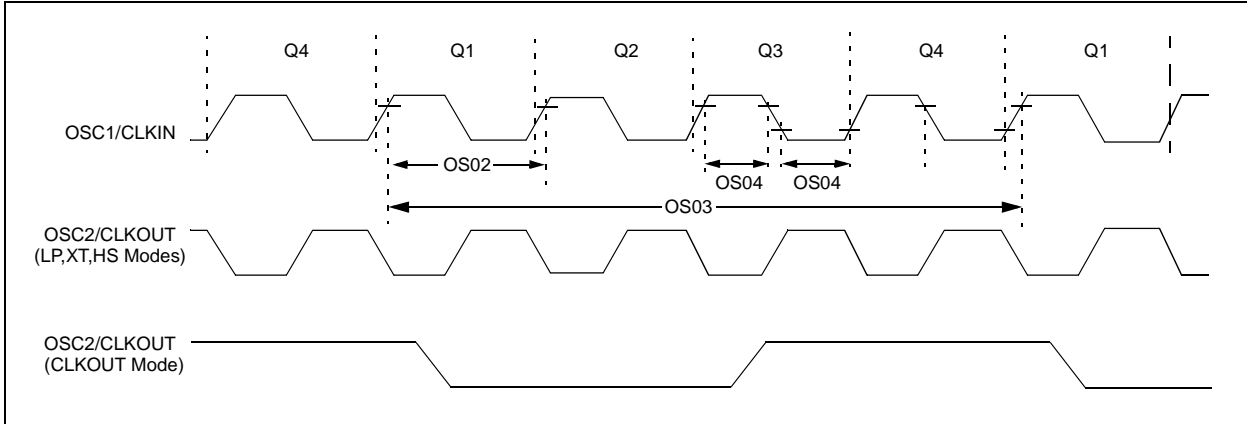 Q4 Q1 Q2 Q3 Q4 Q1
OSC1/CLKIN
OS02
OS04 OS04
OS03
OSC2/CLKOUT
(LP,XT,HS Modes)
OSC2/CLKOUT
(CLKOUT Mode)